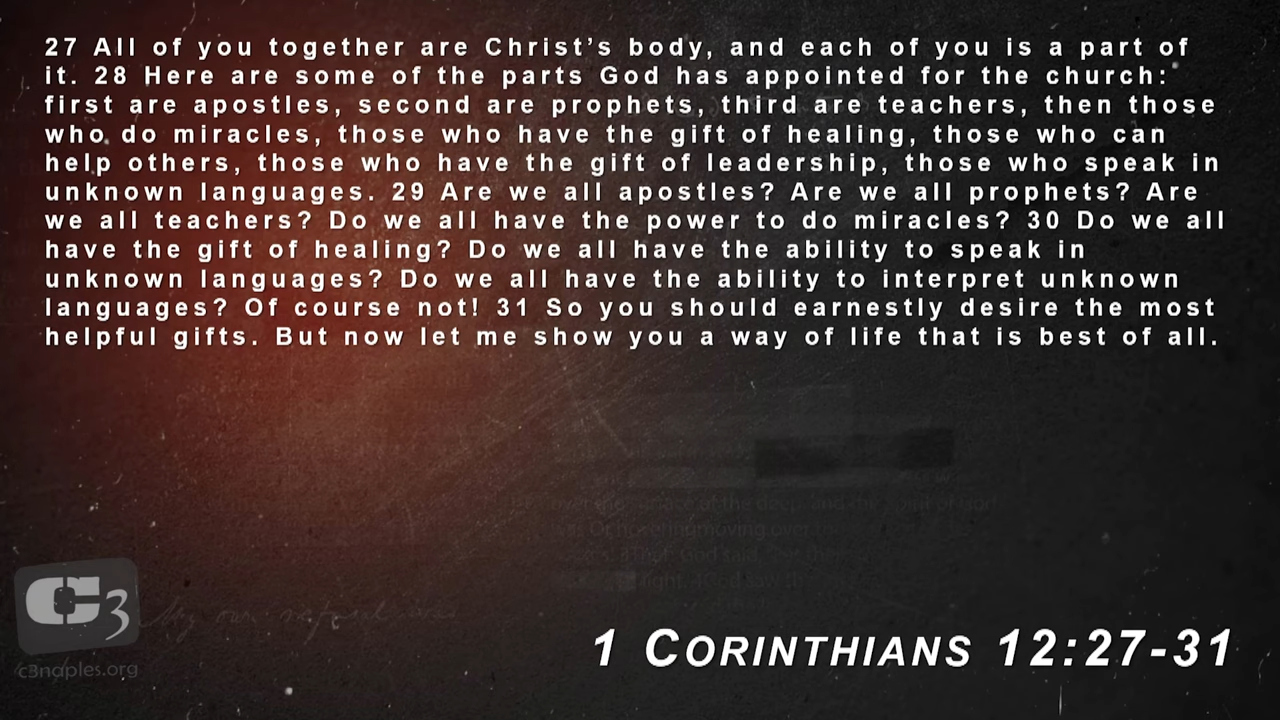 27 All of you together are Christ’s body, and each of you is a part of
it. 28 Here are some of the parts God has appointed for the church:
first are apostles, second are prophets, third are teachers, then those
who do miracles, those who have the gift of healing, those who can
help others, those who have the gift of leadership, those who speak in
unknown languages. 29 Are we all apostles? Are we all prophets? Are
we all teachers? Do we all have the power to do miracles? 30 Do we all
have the gift of healing? Do we all have the ability to speak in
unknown languages? Do we all have the ability to interpret unknown
languages? Of course not! 31 So you should earnestly desire the most
helpful gifts. But now let me show you a way of life that is best of all.
C3
c3naples.org
1 Corinthians 12:27-31